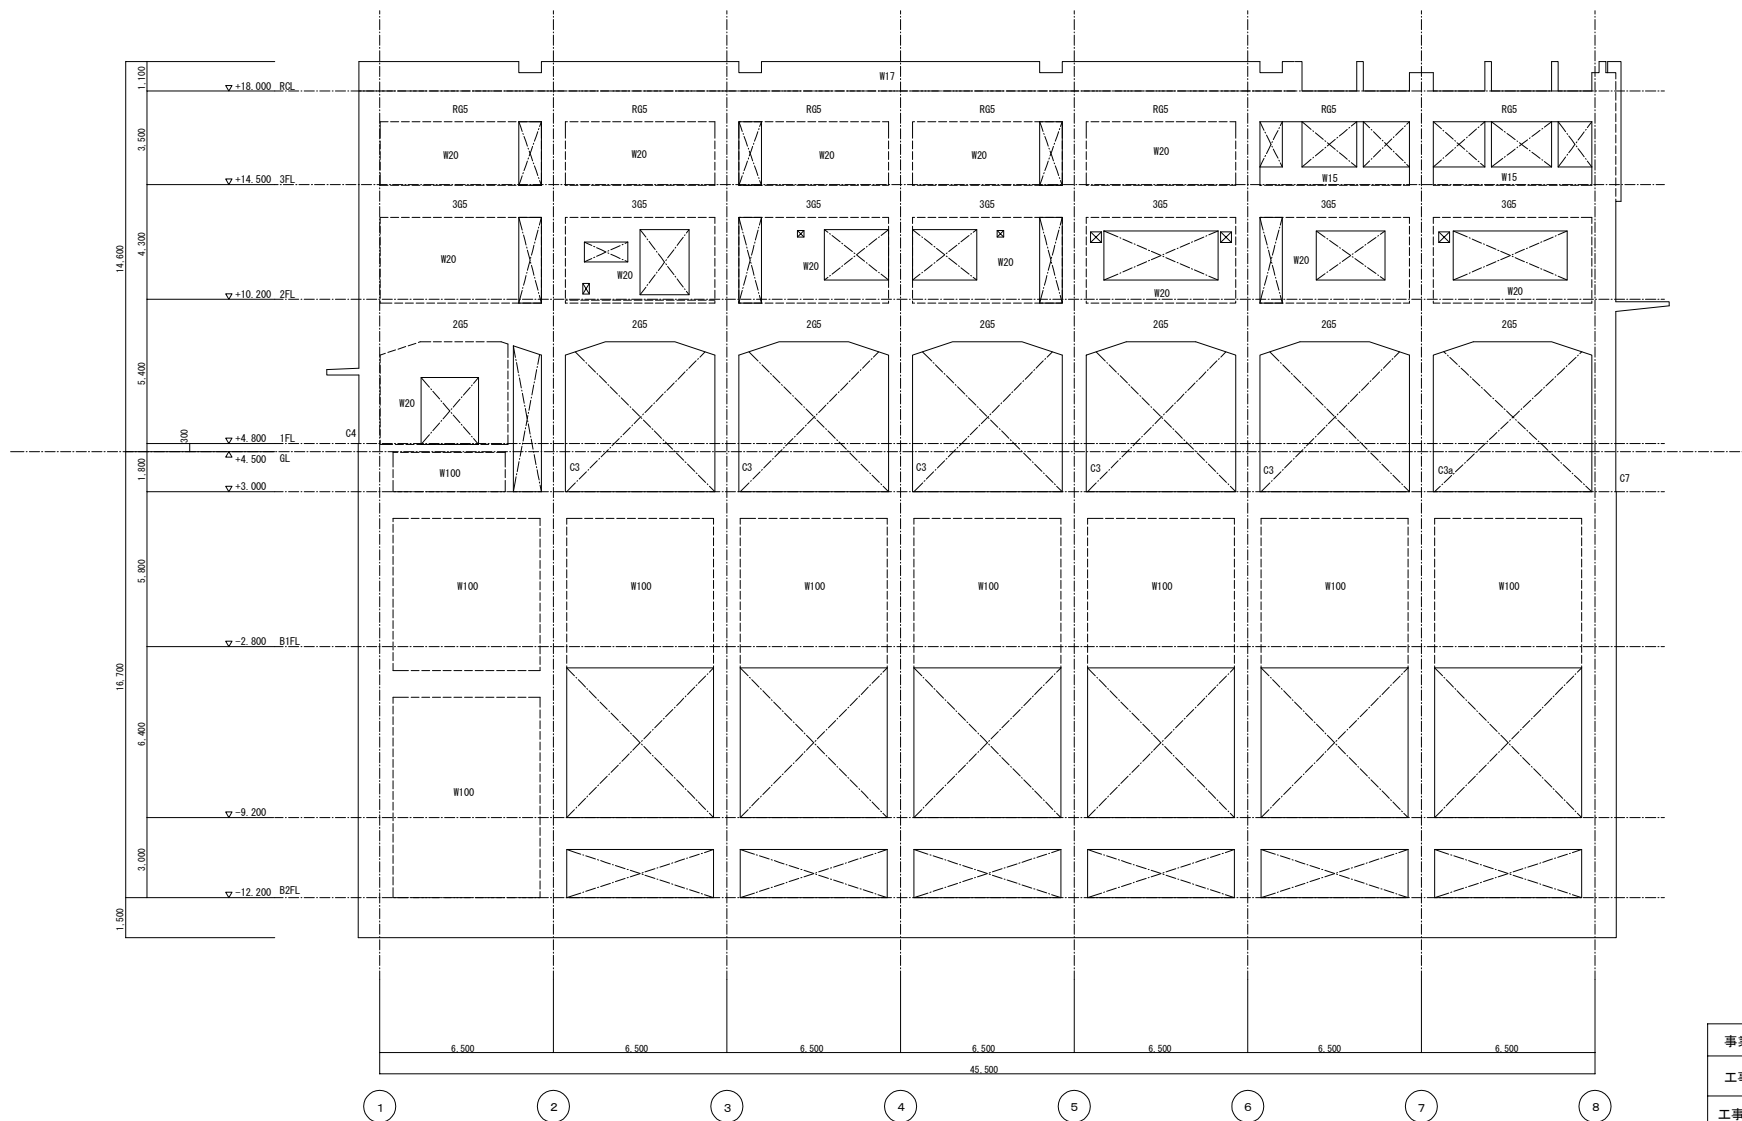 W17
1.100
+18.000 RCL
RG5 RG5 RG5 RG5 RG5 RG5
3.500
W20 W20 W20 W20 W20
W15 W15
+14.500 3FL
3G5 3G5 3G5 3G5 3G5 3G5 3G5
4.300
14.600
W20 W20 W20 W20 W20 W20 W20
+10.200 2FL
2G5 2G5 2G5 2G5 2G5 2G5 2G5
5.400
W20
C4
300
+4.800 1FL
+4.500 GL
1.800
W100
C3 C3 C3 C3 C3 C3a
C7
+3.000
5.800
W100 W100 W100 W100 W100 W100 W100
-2.800 B1FL
16.700
6.400
W100
-9.200
3.000
-12.200 B2FL
1.500
6.500 6.500 6.500 6.500 6.500 6.500 6.500
45.500
1 2 3 4 5 6 7 8
事業
工事
工事